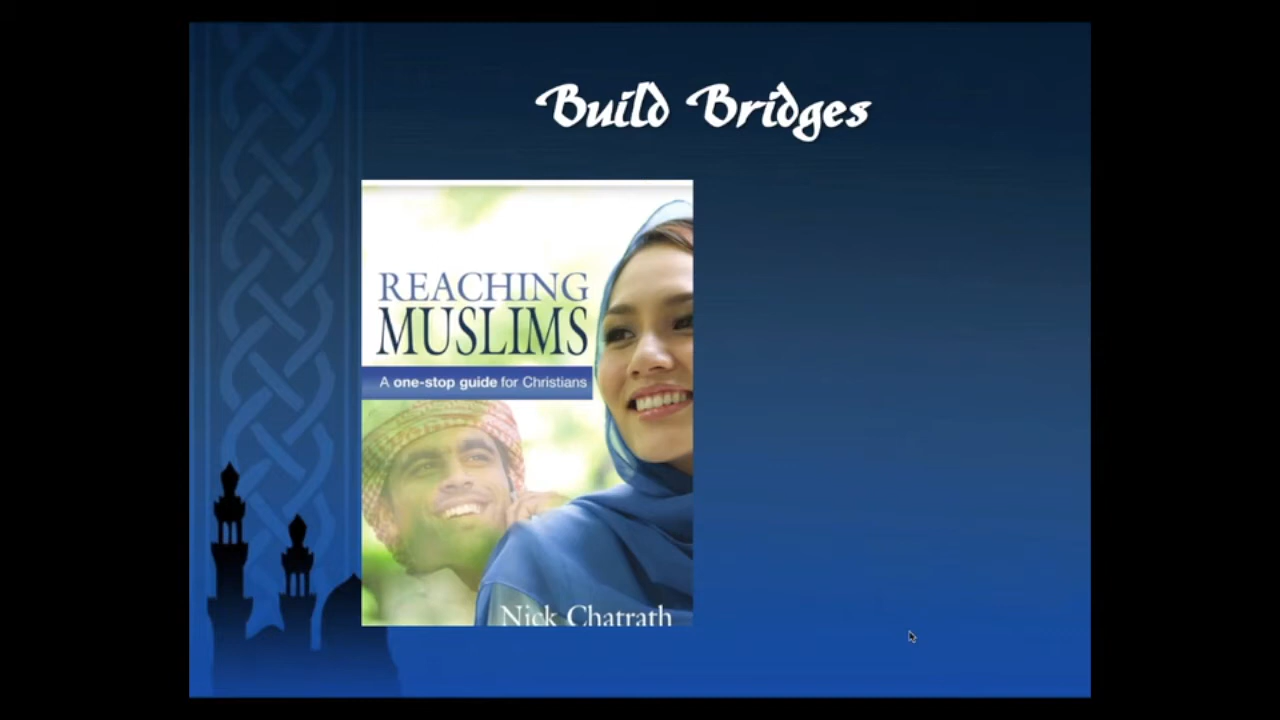 Build Bridges
REACHING
MUSLIMS
A one-stop guide for Christians
Nick Chatrath